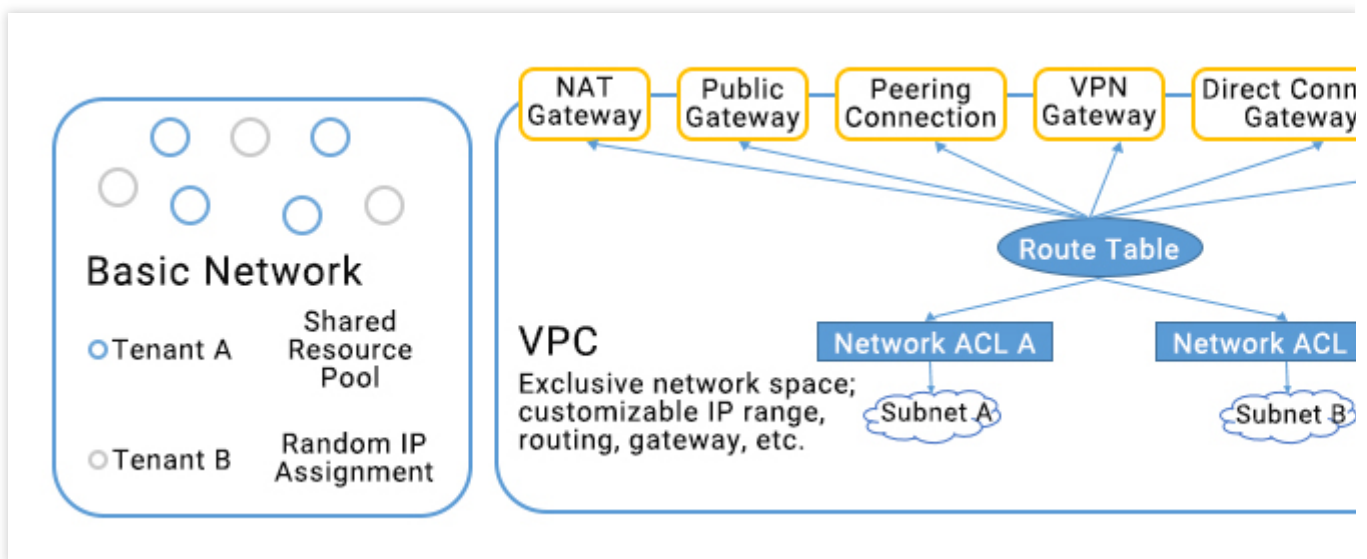 NAT
Gateway
Public
Gateway
Peering
Connection
VPN
Gateway
Direct Conn
Gateway
Route Table
Basic Network
Tenant A
Shared
Resource
Pool
Tenant B
Random IP
Assignment
VPC
Exclusive network space;
customizable IP range,
routing, gateway, etc.
Network ACL A
Network ACL
Subnet A
Subnet B